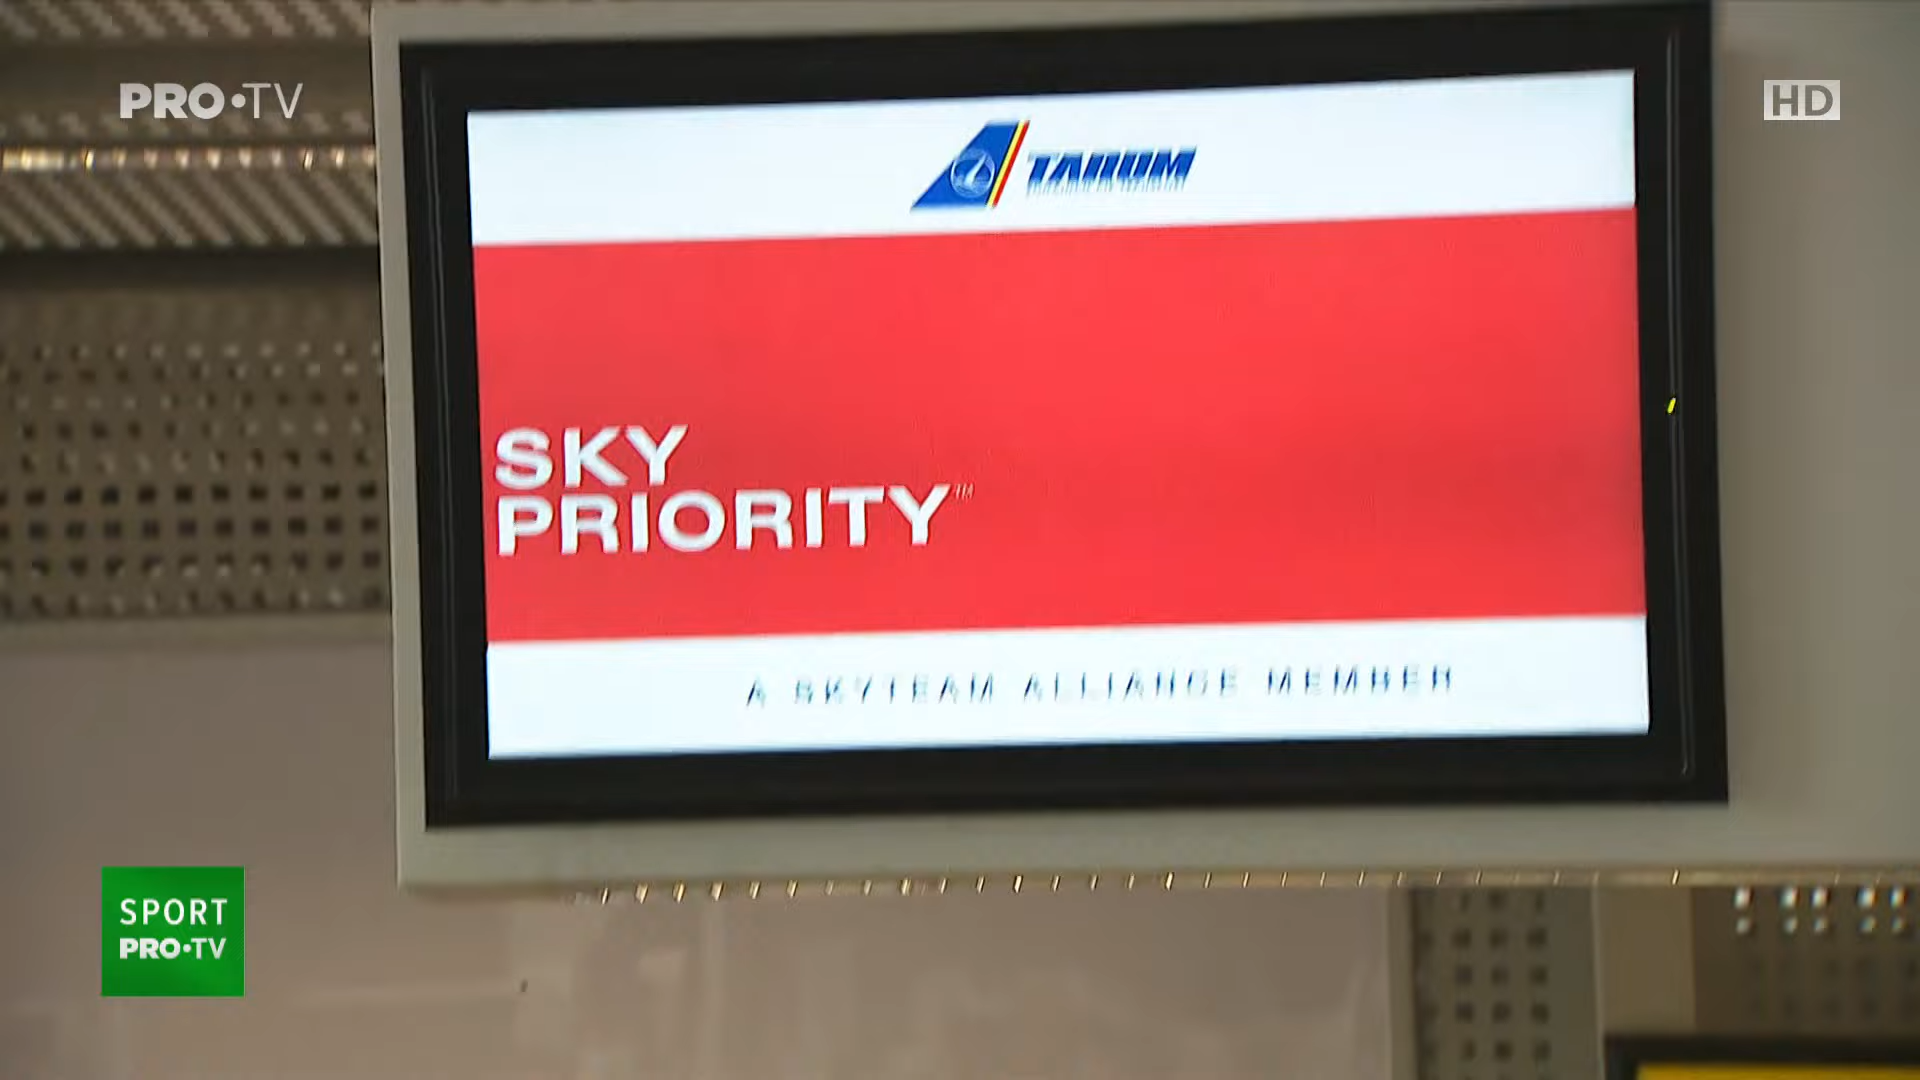 PRO•TV
HD
TAROM
SKY
PRIORITY™
A SKYTEAM ALLIANCE MEMBER
SPORT
PRO•TV